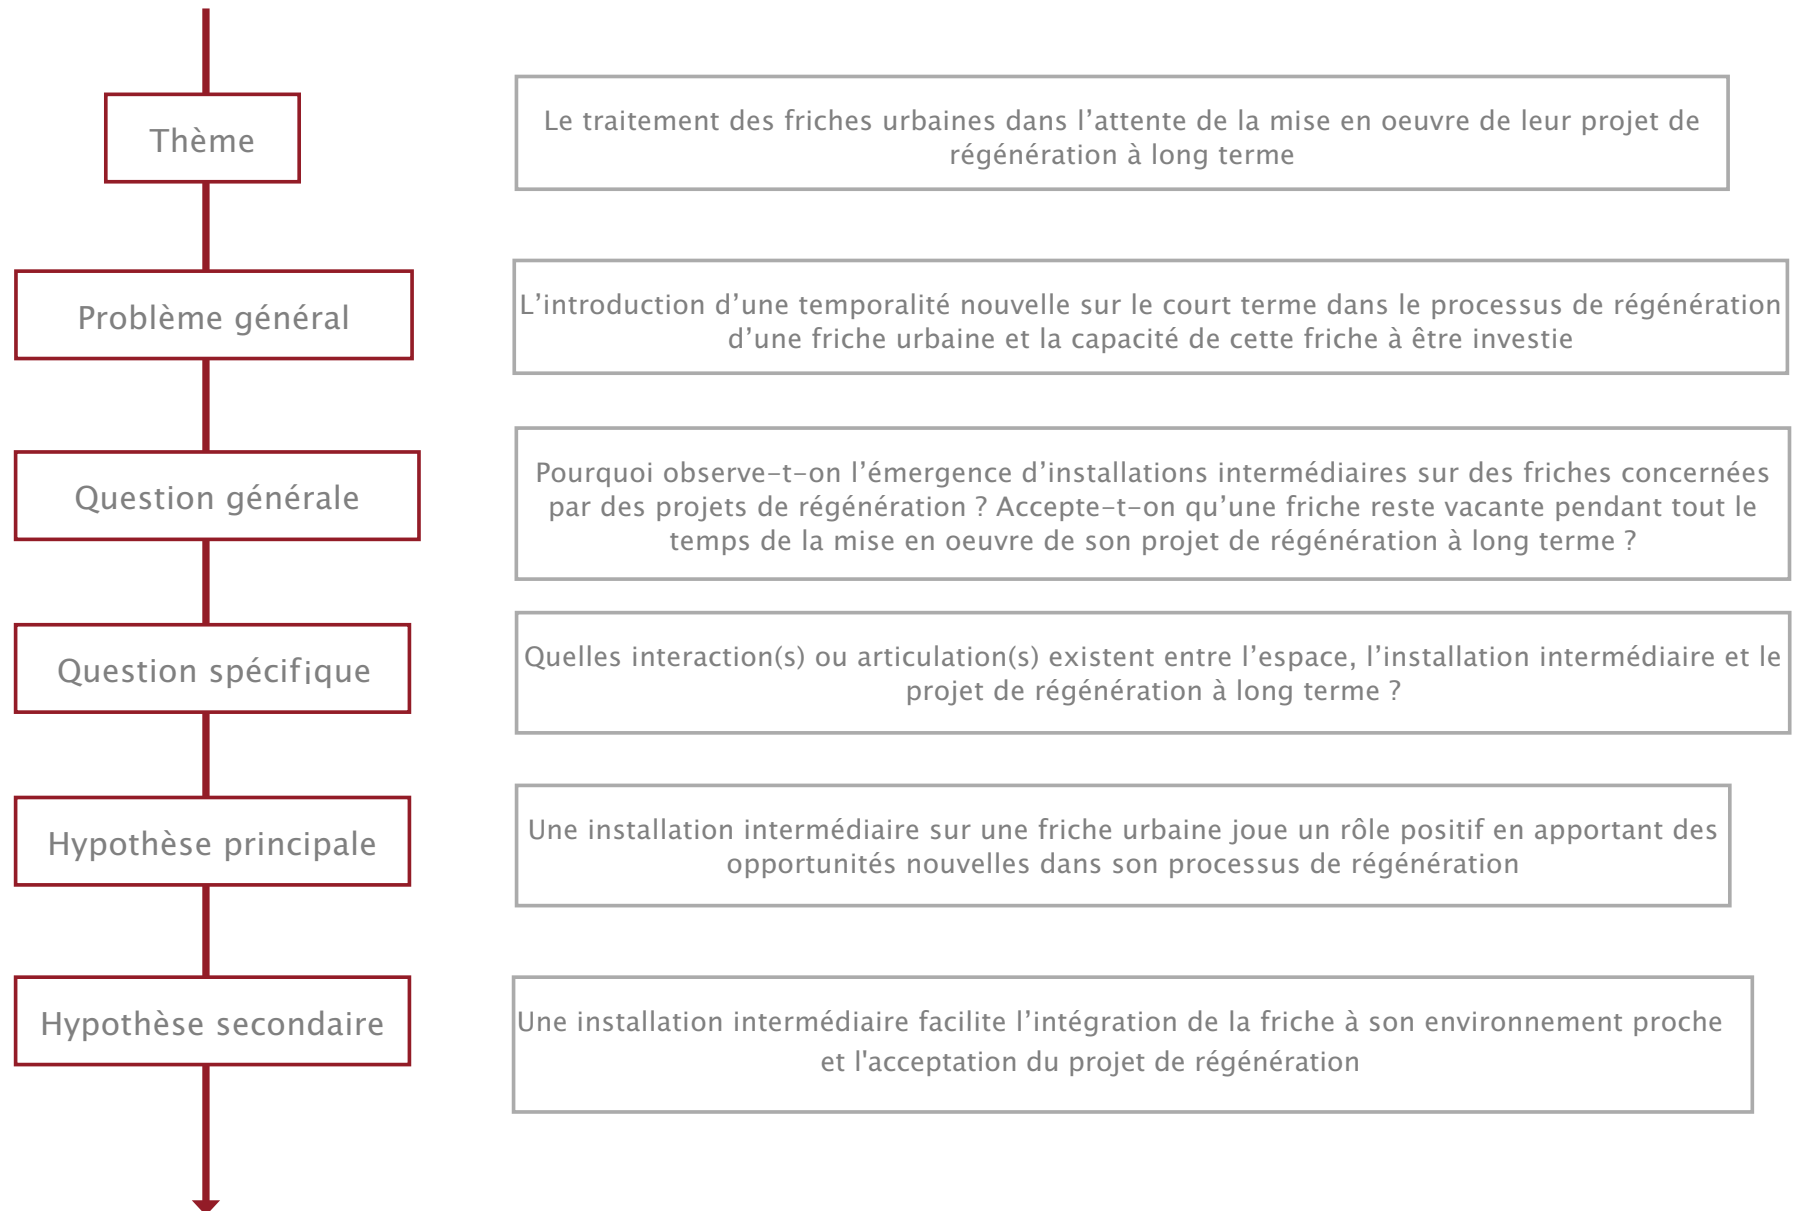 Thème
Le traitement des friches urbaines dans l’attente de la mise en oeuvre de leur projet de
régénération à long terme
Problème général
L’introduction d’une temporalité nouvelle sur le court terme dans le processus de régénération
d’une friche urbaine et la capacité de cette friche à être investie
Question générale
Pourquoi observe-t-on l’émergence d’installations intermédiaires sur des friches concernées
par des projets de régénération ? Accepte-t-on qu’une friche reste vacante pendant tout le
temps de la mise en oeuvre de son projet de régénération à long terme ?
Question spécifique
Quelles interaction(s) ou articulation(s) existent entre l’espace, l’installation intermédiaire et le
projet de régénération à long terme ?
Hypothèse principale
Une installation intermédiaire sur une friche urbaine joue un rôle positif en apportant des
opportunités nouvelles dans son processus de régénération
Hypothèse secondaire
Une installation intermédiaire facilite l’intégration de la friche à son environnement proche
et l'acceptation du projet de régénération